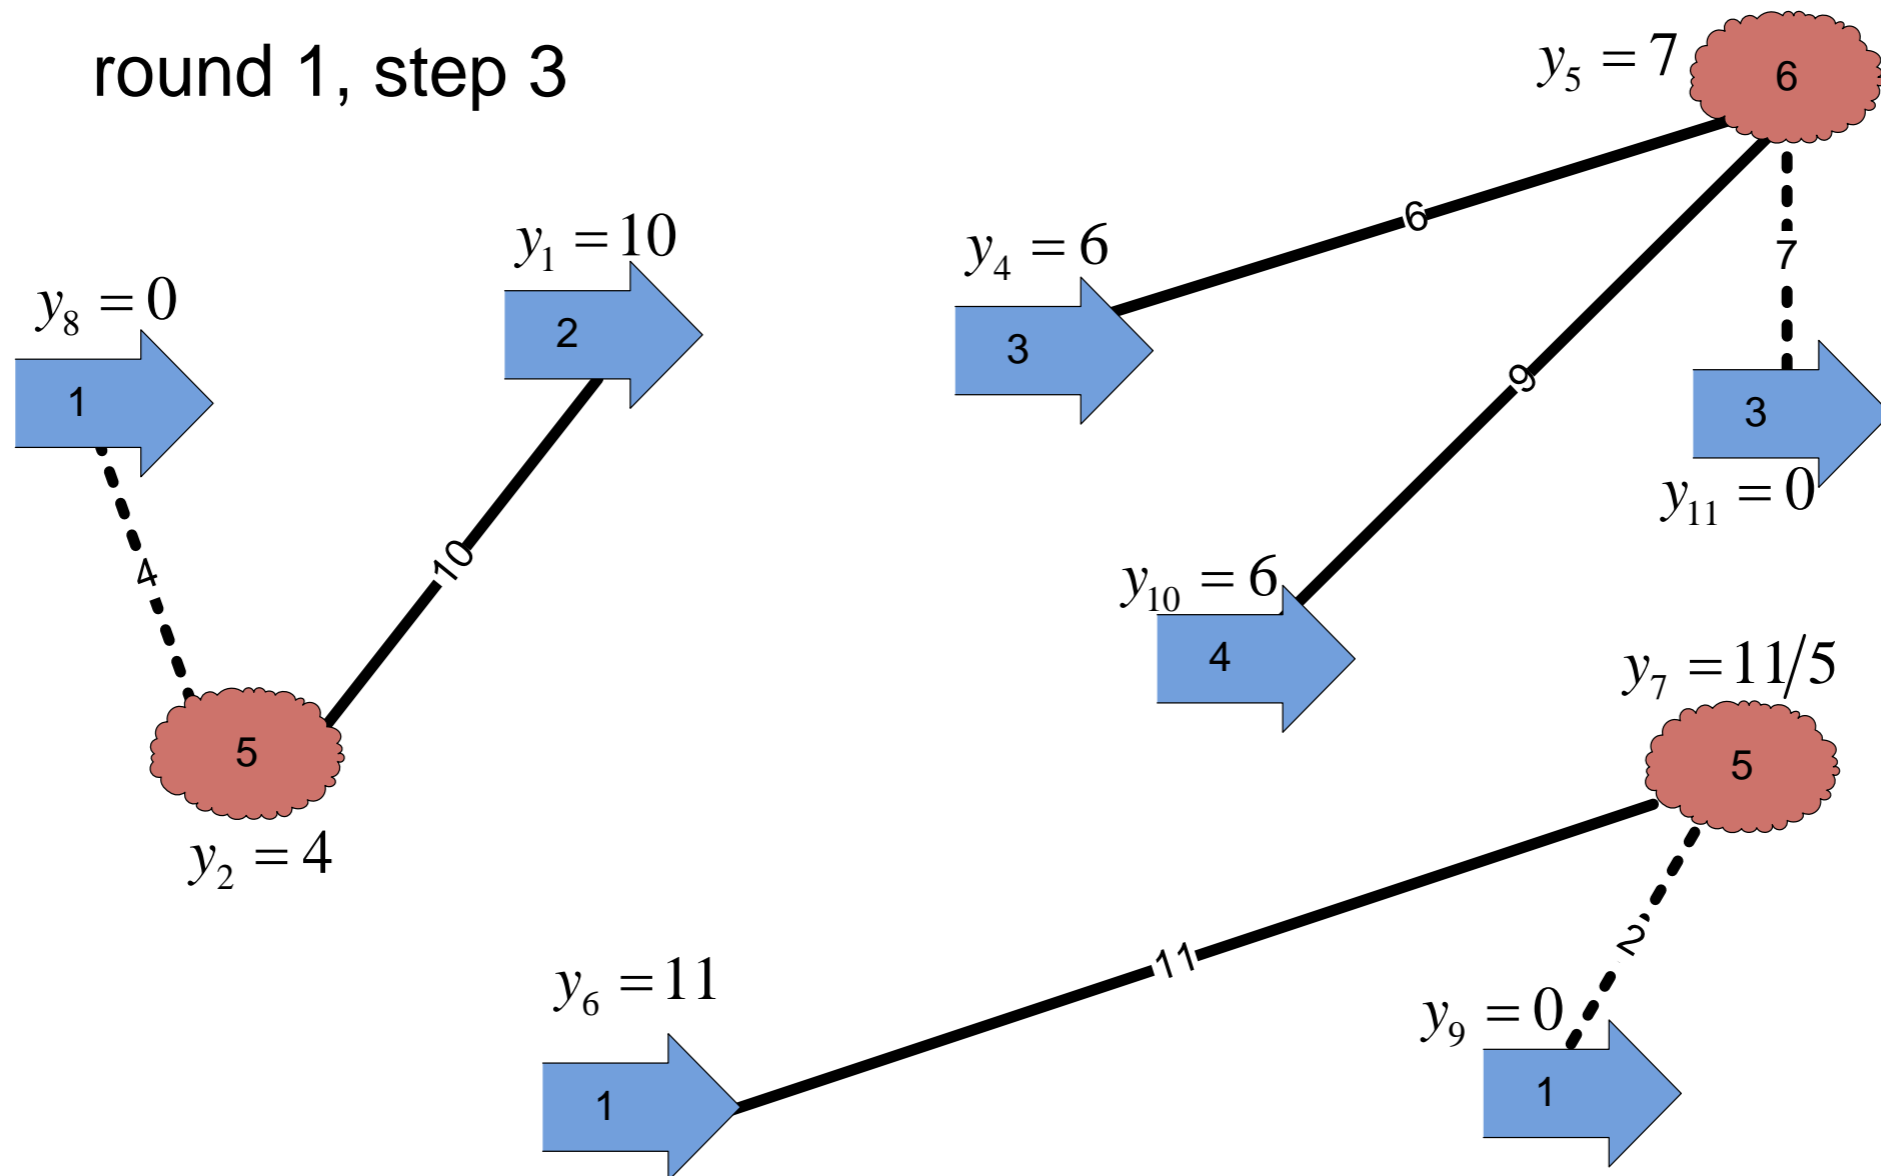 round 1, step 3
y₅ = 7
6
y₁ = 10
y₄ = 6
6
7
y₈ = 0
2
3
9
3
1
y₁₁ = 0
4
10
y₁₀ = 6
4
y₇ = 11/5
5
5
y₂ = 4
11
2
y₆ = 11
y₉ = 0
1
1